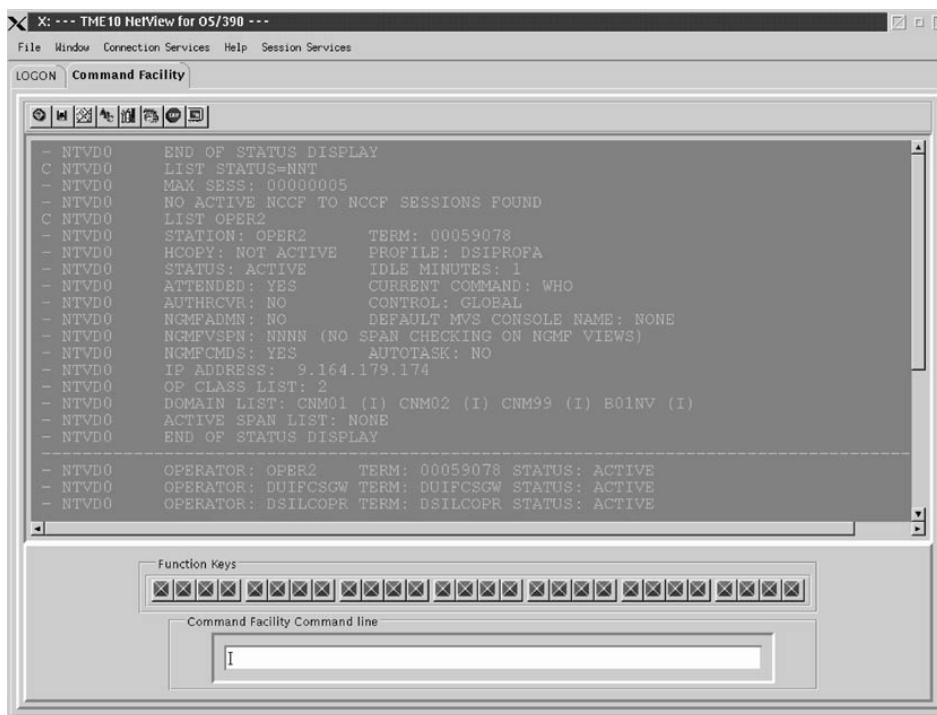 X: --- TME10 NetView for OS/390 ---
File Window Connection Services Help Session Services
LOGON Command Facility
- NTVD0 END OF STATUS DISPLAY
C NTVD0 LIST STATUS=NNT
- NTVD0 MAX SESS: 00000005
- NTVD0 NO ACTIVE NCCF TO NCCF SESSIONS FOUND
C NTVD0 LIST OPER2
- NTVD0 STATION: OPER2 TERM: 00059078
- NTVD0 HCOPY: NOT ACTIVE PROFILE: DSIPROFA
- NTVD0 STATUS: ACTIVE IDLE MINUTES: 1
- NTVD0 ATTENDED: YES CURRENT COMMAND: WHO
- NTVD0 AUTHRCVR: NO CONTROL: GLOBAL
- NTVD0 NGMFADMN: NO DEFAULT MVS CONSOLE NAME: NONE
- NTVD0 NGMFVSPN: NNNN (NO SPAN CHECKING ON NGMF VIEWS)
- NTVD0 NGMFCMDS: YES AUTOTASK: NO
- NTVD0 IP ADDRESS: 9.164.179.174
- NTVD0 OP CLASS LIST: 2
- NTVD0 DOMAIN LIST: CNM01 (I) CNM02 (I) CNM99 (I) B01NV (I)
- NTVD0 ACTIVE SPAN LIST: NONE
- NTVD0 END OF STATUS DISPLAY
- NTVD0 OPERATOR: OPER2 TERM: 00059078 STATUS: ACTIVE
- NTVD0 OPERATOR: DUIFCSGW TERM: DUIFCSGW STATUS: ACTIVE
- NTVD0 OPERATOR: DSILCOPR TERM: DSILCOPR STATUS: ACTIVE
Function Keys
Command Facility Command line